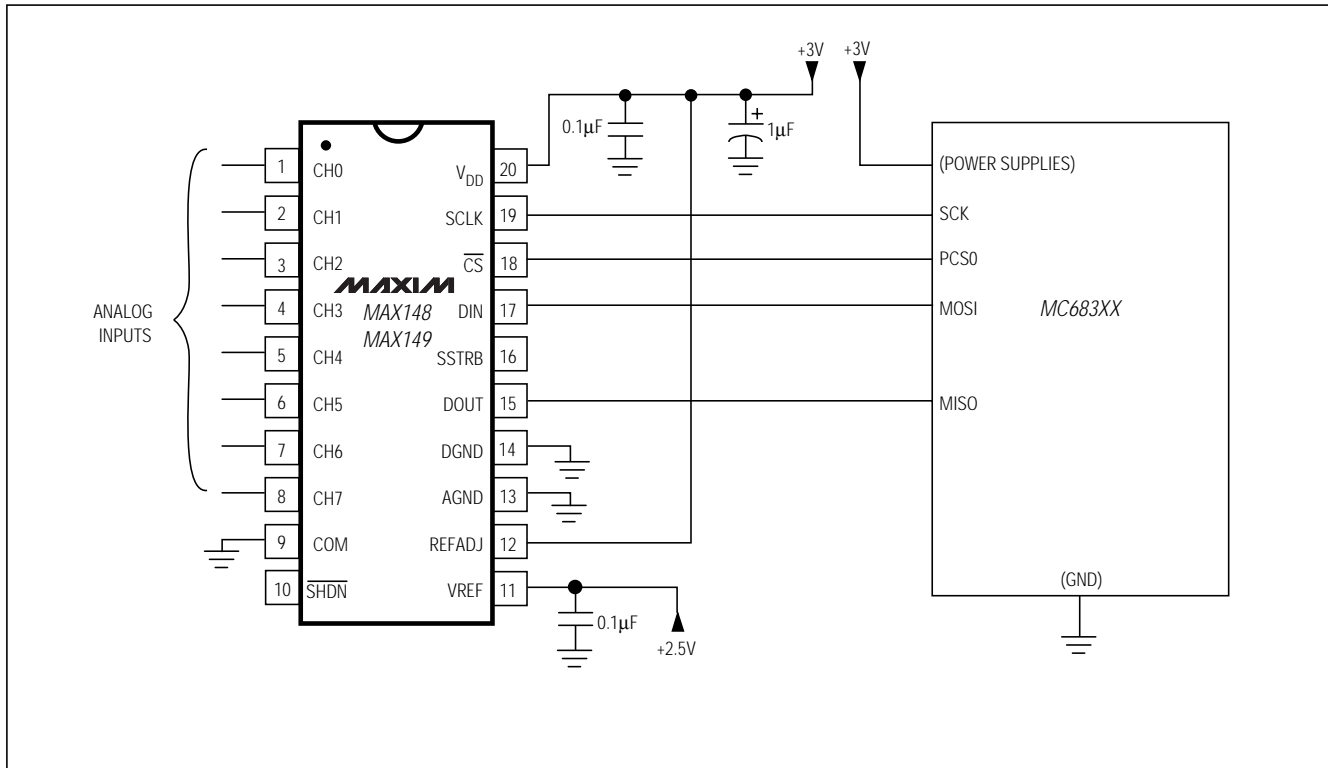 +3V +3V
0.1µF
+
1µF
1 CH0 VDD 20 (POWER SUPPLIES)
2 CH1 SCLK 19 SCK
3 CH2 CS 18 PCS0
MAXIM
4 CH3 MAX148 DIN 17 MOSI MC683XX
ANALOG
INPUTS
MAX149
5 CH4 SSTRB 16
6 CH5 DOUT 15 MISO
7 CH6 DGND 14
8 CH7 AGND 13
9 COM REFADJ 12
10 SHDN VREF 11
(GND)
0.1µF
+2.5V